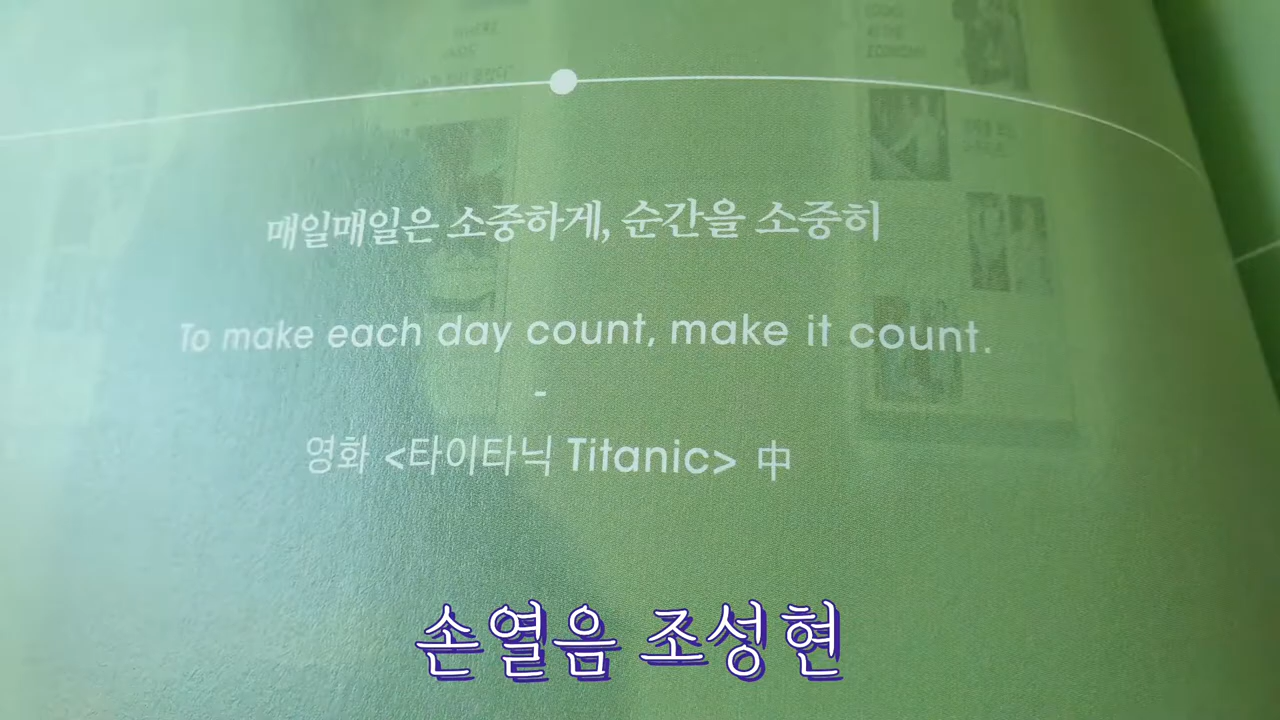 매일매일은 소중하게, 순간을 소중히
To make each day count, make it count.
-
영화 <타이타닉 Titanic> 中
손열음 조성현